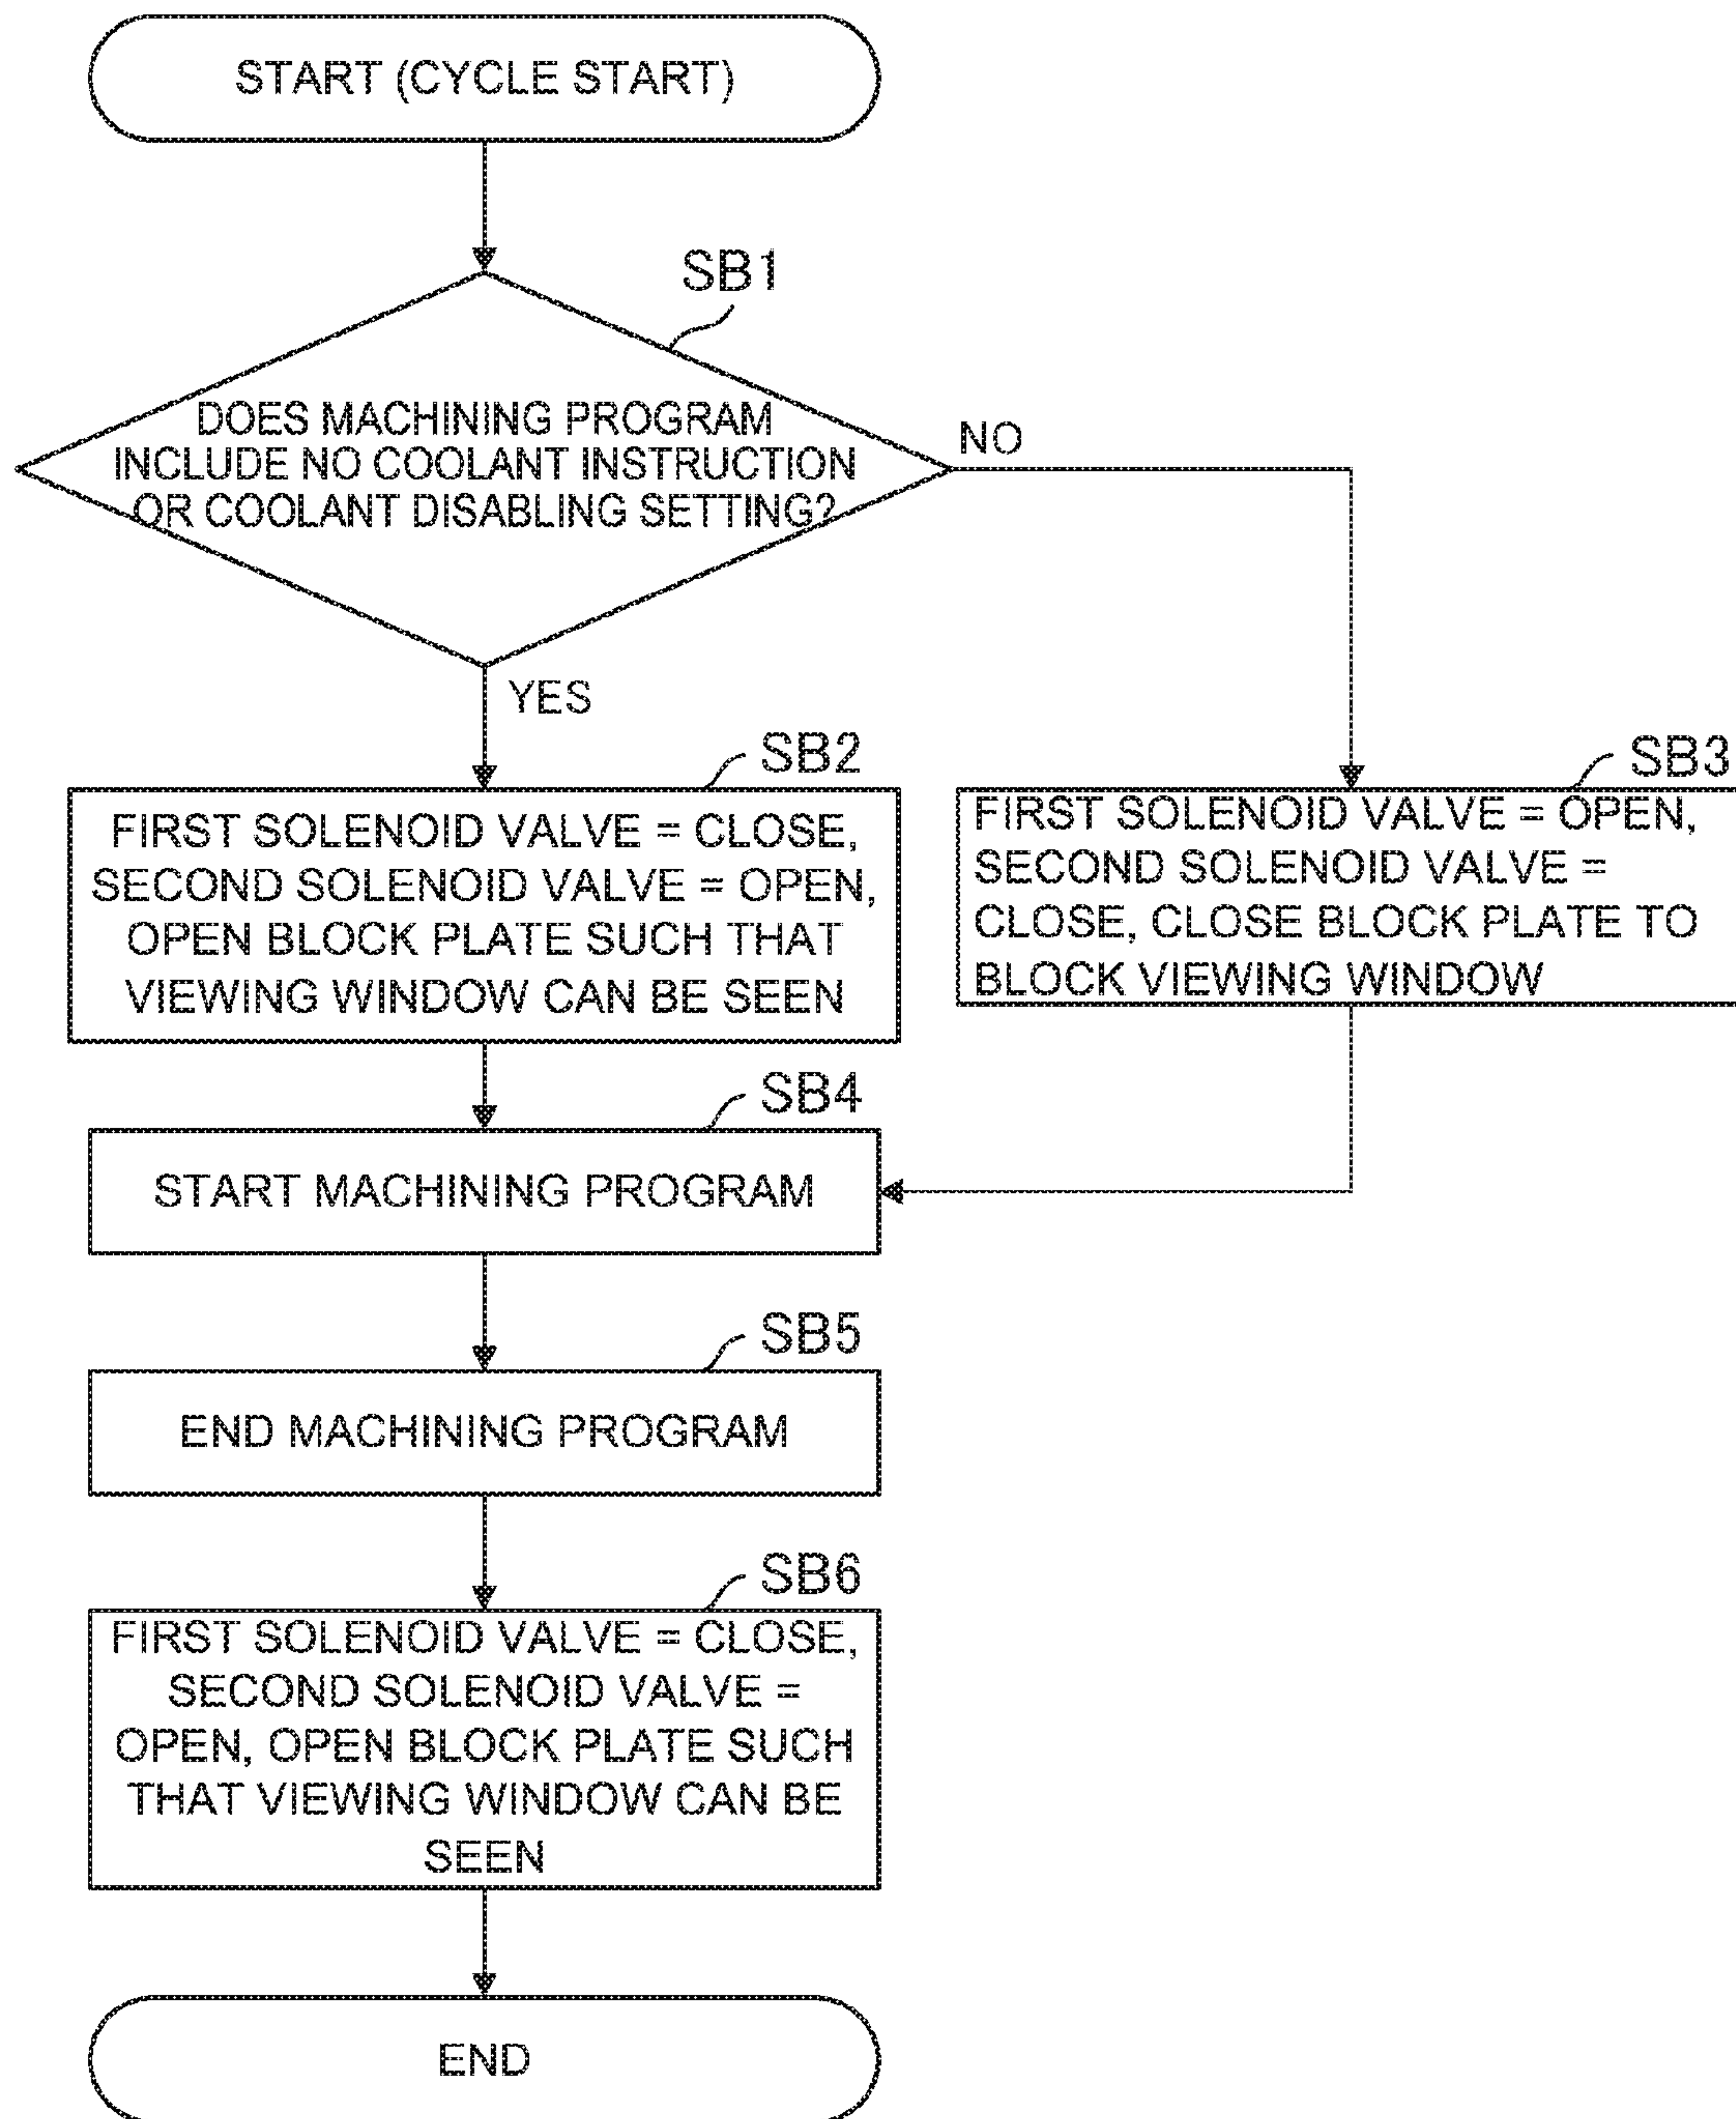 START (CYCLE START)
SB1
DOES MACHINING PROGRAM
INCLUDE NO COOLANT INSTRUCTION
OR COOLANT DISABLING SETTING?
NO
YES
SB2
FIRST SOLENOID VALVE = CLOSE,
SECOND SOLENOID VALVE = OPEN,
OPEN BLOCK PLATE SUCH THAT
VIEWING WINDOW CAN BE SEEN
SB3
FIRST SOLENOID VALVE = OPEN,
SECOND SOLENOID VALVE =
CLOSE, CLOSE BLOCK PLATE TO
BLOCK VIEWING WINDOW
SB4
START MACHINING PROGRAM
SB5
END MACHINING PROGRAM
SB6
FIRST SOLENOID VALVE = CLOSE,
SECOND SOLENOID VALVE =
OPEN, OPEN BLOCK PLATE SUCH
THAT VIEWING WINDOW CAN BE
SEEN
END